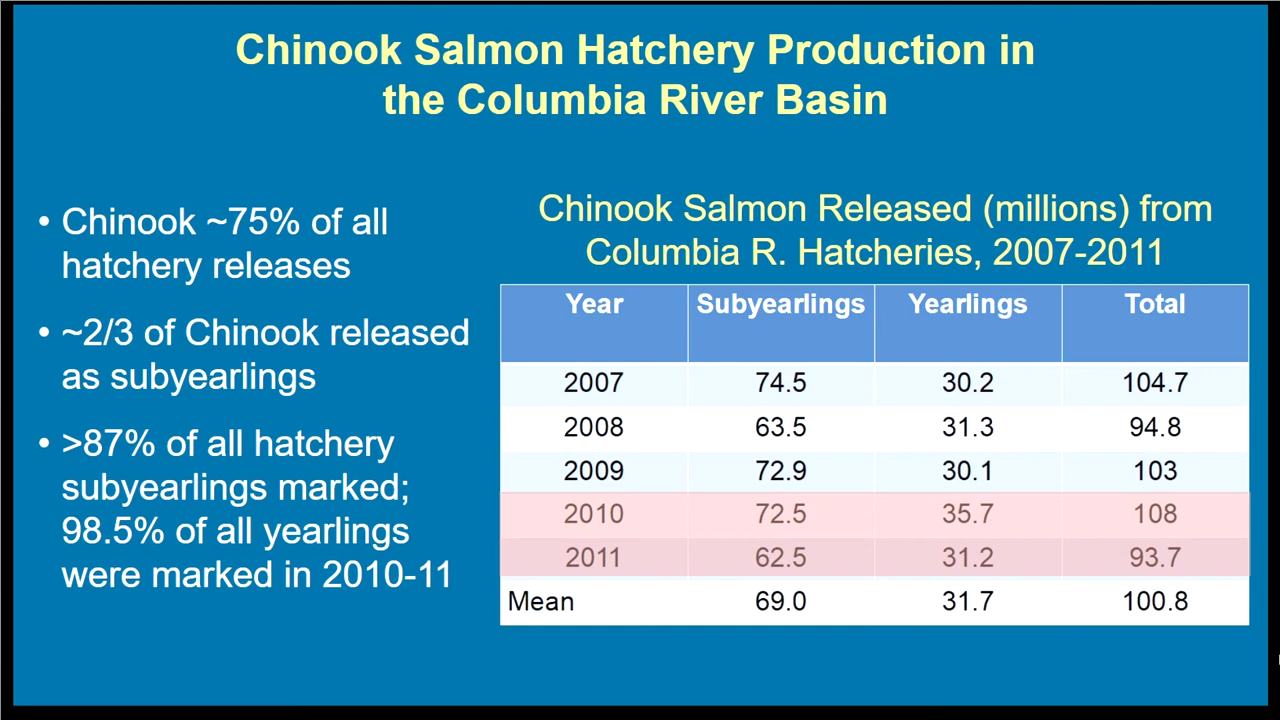 Chinook Salmon Hatchery Production in
the Columbia River Basin
• Chinook ~75% of all
hatchery releases
• ~2/3 of Chinook released
as subyearlings
• >87% of all hatchery
subyearlings marked;
98.5% of all yearlings
were marked in 2010-11
Chinook Salmon Released (millions) from
Columbia R. Hatcheries, 2007-2011
Year Subyearlings Yearlings Total
2007 74.5 30.2 104.7
2008 63.5 31.3 94.8
2009 72.9 30.1 103
2010 72.5 35.7 108
2011 62.5 31.2 93.7
Mean 69.0 31.7 100.8